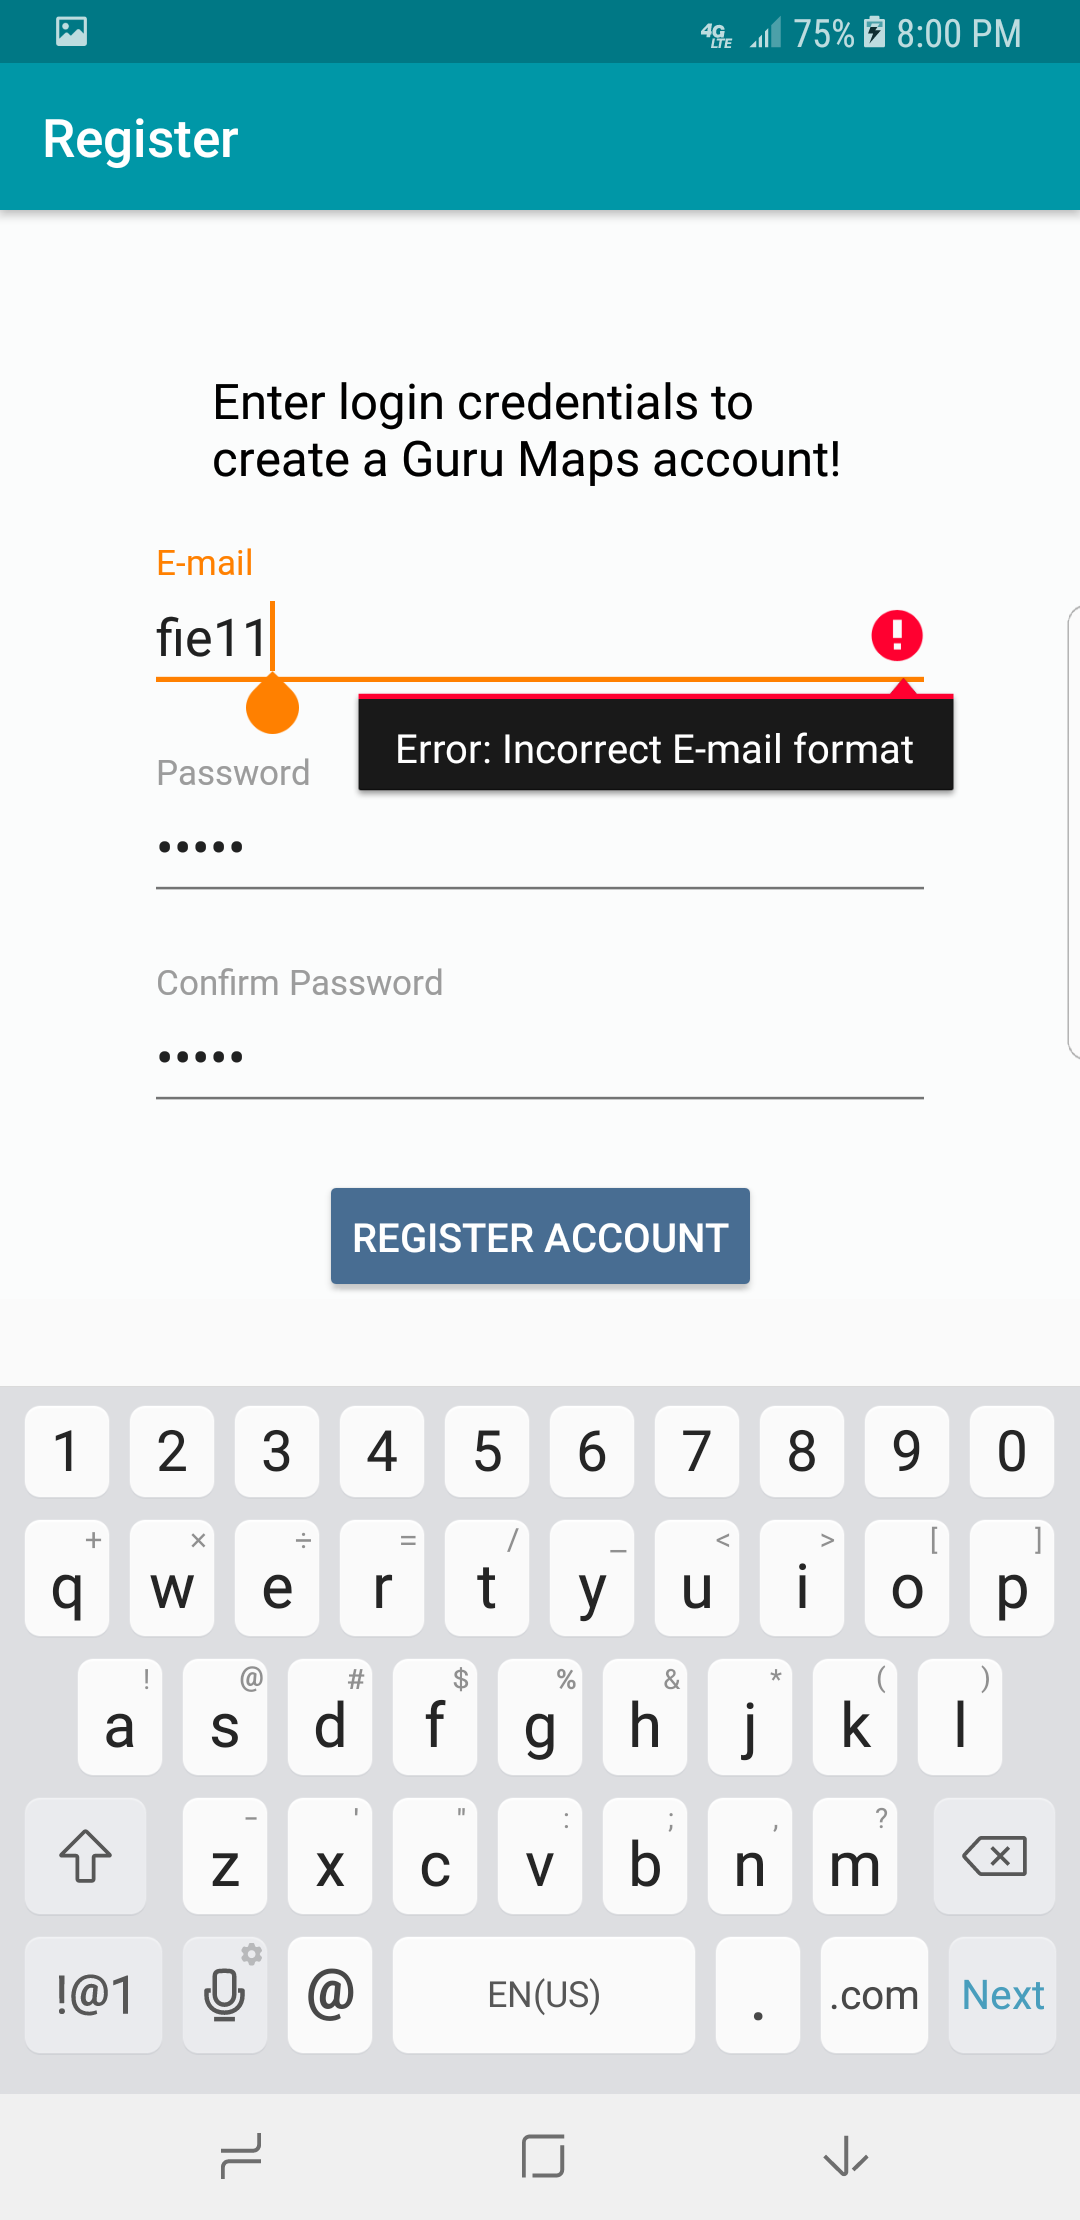 4G LTE 75% 8:00 PM
Register
Enter login credentials to
create a Guru Maps account!
E-mail
fie11
Error: Incorrect E-mail format
Password
•••••
Confirm Password
•••••
REGISTER ACCOUNT
1 2 3 4 5 6 7 8 9 0
+ × ÷ = / _ < > [ ]
q w e r t y u i o p
! @ # $ % & * ( )
a s d f g h j k l
- ' " : ; , ?
z x c v b n m
!@1 @ EN(US) . .com Next